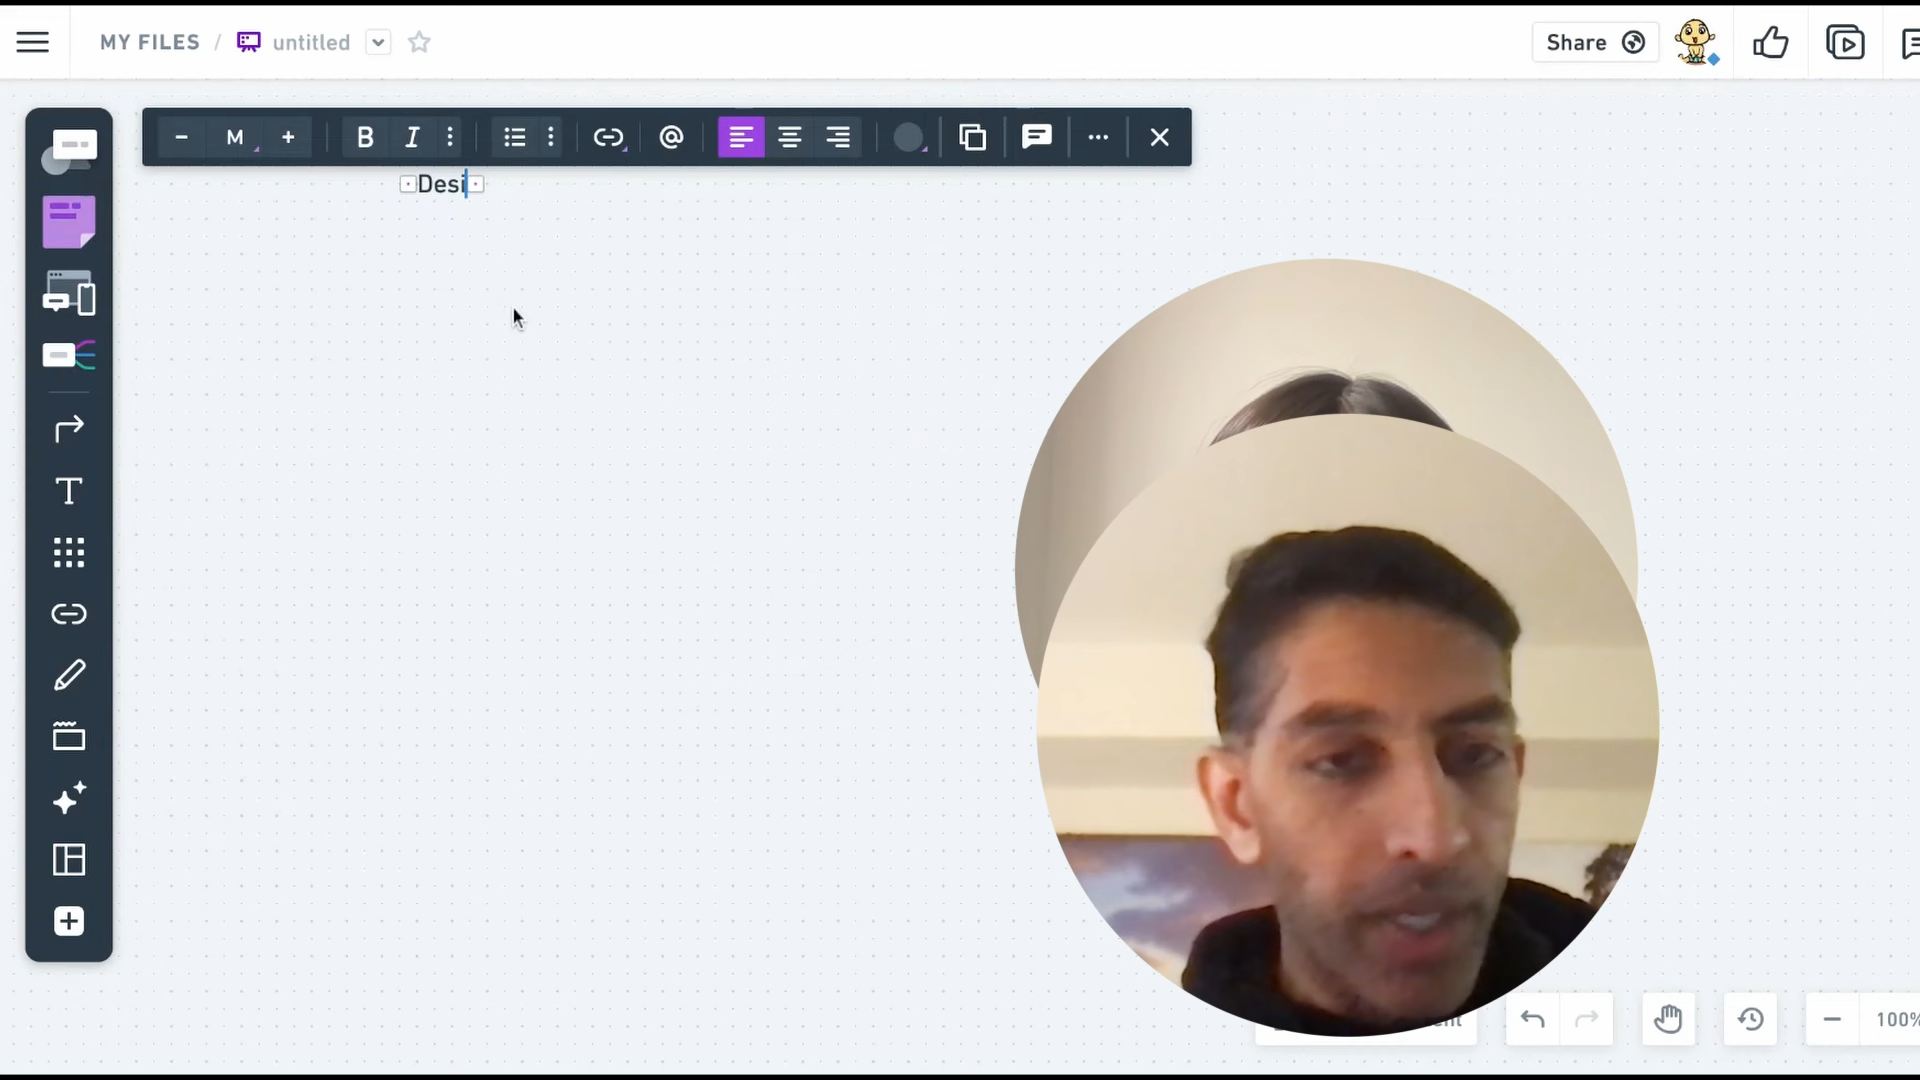 MY FILES / untitled
Share
- M + B I @
Desi
T
100%